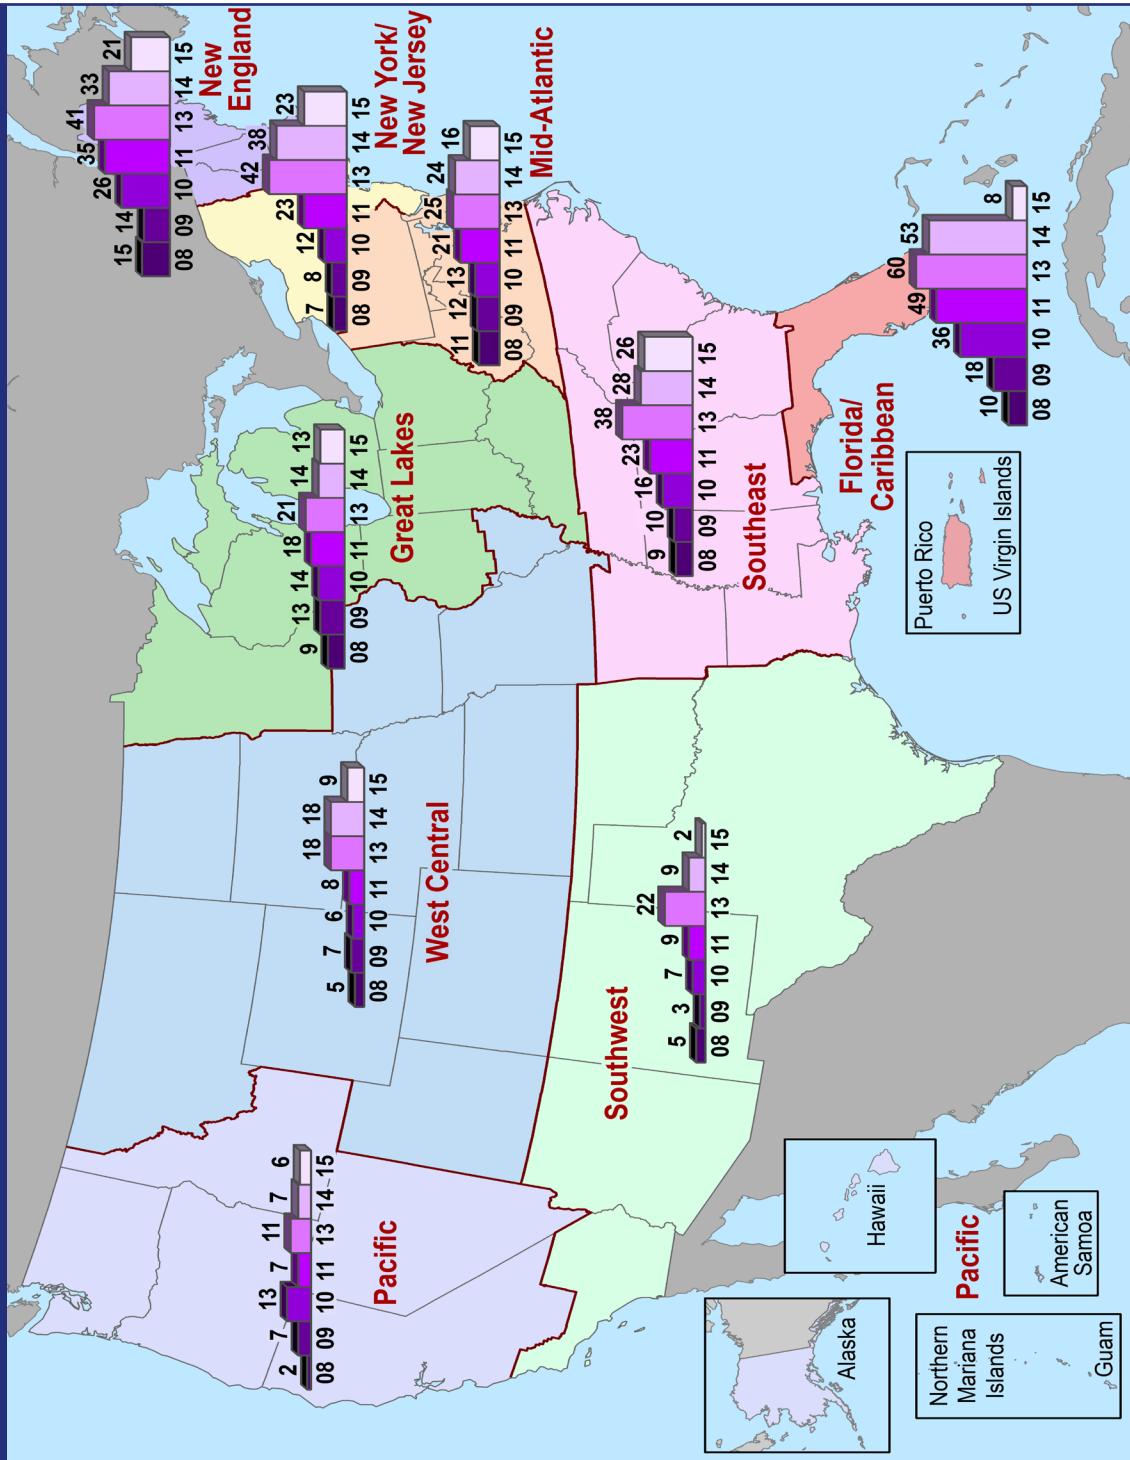 New
England
15 14 26 35 41 33 21
08 09 10 11 13 14 15
New York/
New Jersey
7 8 12 23 42 38 23
08 09 10 11 13 14 15
Mid-Atlantic
11 12 13 21 25 24 16
08 09 10 11 13 14 15
Great Lakes
9 13 14 18 21 14 13
08 09 10 11 13 14 15
West Central
5 7 6 8 18 18 9
08 09 10 11 13 14 15
Pacific
2 7 13 7 11 7 6
08 09 10 11 13 14 15
Southwest
5 3 7 9 22 9 2
08 09 10 11 13 14 15
Southeast
9 10 16 23 38 28 26
08 09 10 11 13 14 15
Florida/
Caribbean
10 18 36 49 60 53 8
08 09 10 11 13 14 15
Puerto Rico
US Virgin Islands
Alaska
Hawaii
Pacific
Northern
Mariana
Islands
Guam
American
Samoa